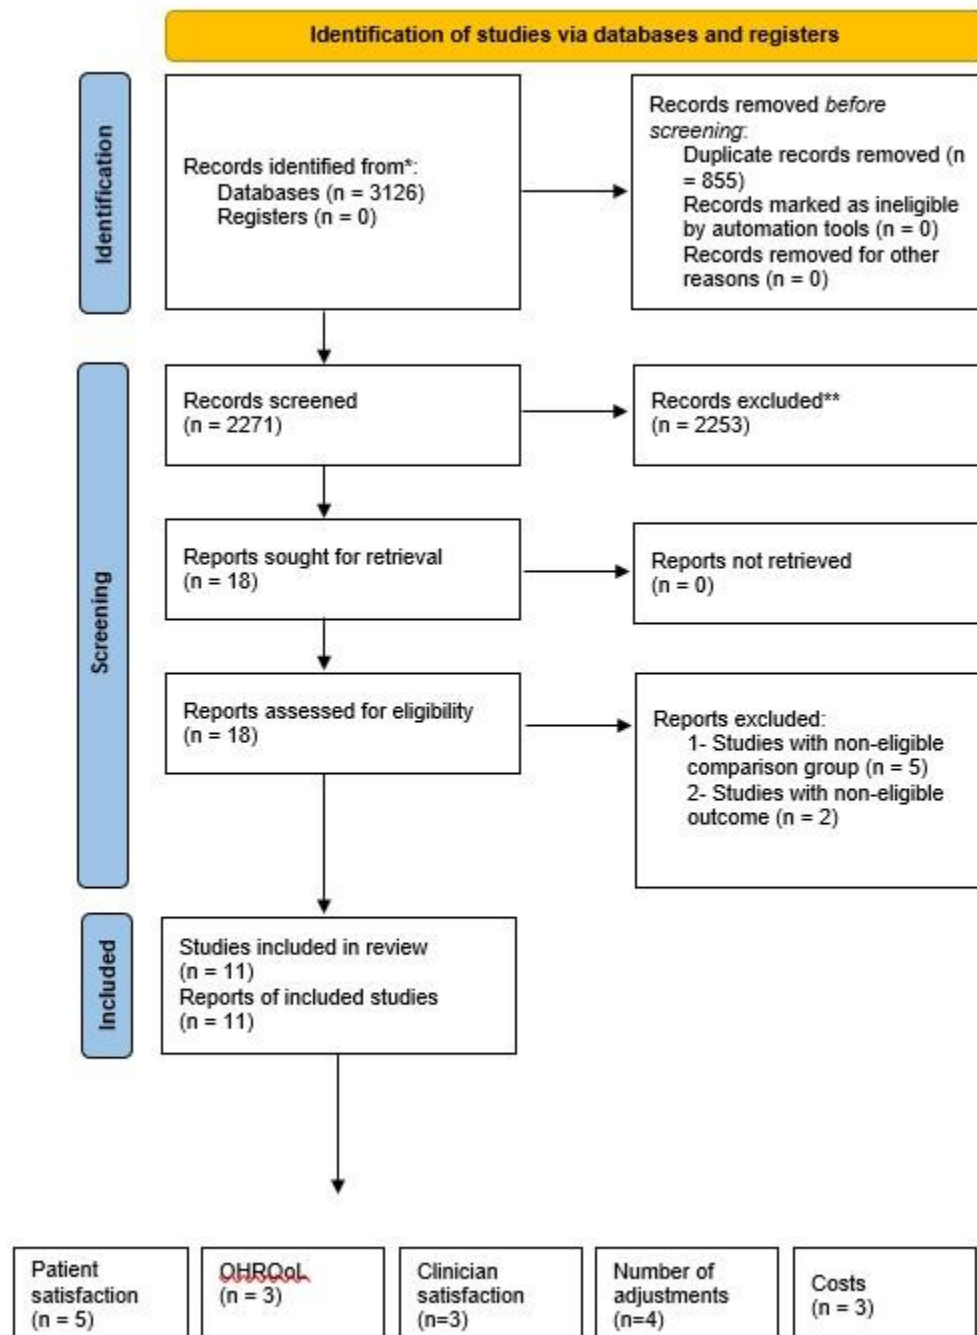 Identification of studies via databases and registers
Identification
Records identified from*:
Databases (n = 3126)
Registers (n = 0)
Records removed before
screening:
Duplicate records removed (n
= 855)
Records marked as ineligible
by automation tools (n = 0)
Records removed for other
reasons (n = 0)
Screening
Records screened
(n = 2271)
Records excluded**
(n = 2253)
Reports sought for retrieval
(n = 18)
Reports not retrieved
(n = 0)
Reports assessed for eligibility
(n = 18)
Reports excluded:
1- Studies with non-eligible
comparison group (n = 5)
2- Studies with non-eligible
outcome (n = 2)
Included
Studies included in review
(n = 11)
Reports of included studies
(n = 11)
Patient
satisfaction
(n = 5)
OHRQoL
(n = 3)
Clinician
satisfaction
(n=3)
Number of
adjustments
(n=4)
Costs
(n = 3)